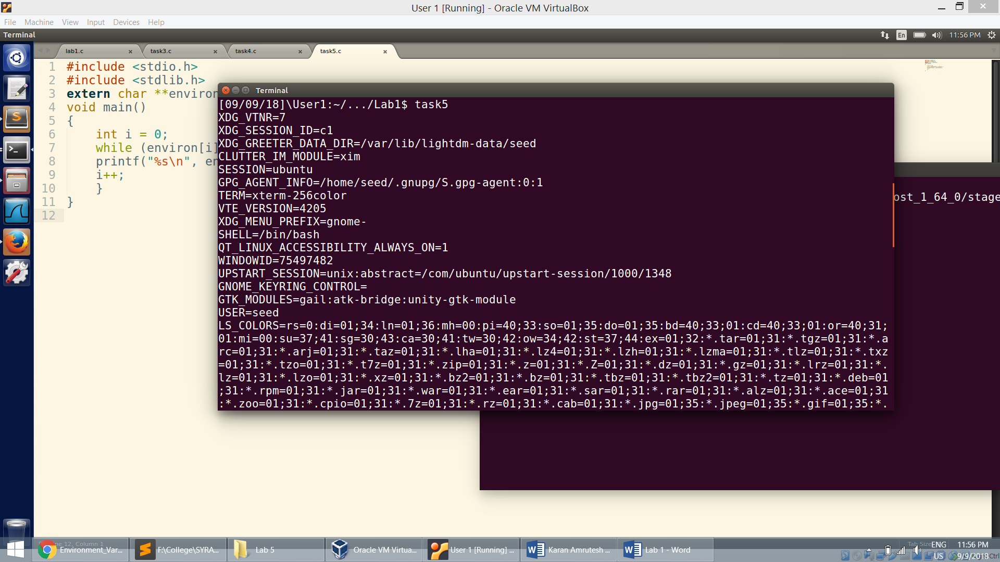 User 1 [Running] - Oracle VM VirtualBox
File Machine View Input Devices Help
Terminal En 11:56 PM
lab1.c × task3.c × task4.c × task5.c ×
1 #include <stdio.h>
2 #include <stdlib.h>
3 extern char **environ
4 void main()
5 {
6 int i = 0;
7 while (environ[i]
8 printf("%s\n", en
9 i++;
10 }
11 }
12
Terminal
[09/09/18]\User1:~/.../Lab1$ task5
XDG_VTNR=7
XDG_SESSION_ID=c1
XDG_GREETER_DATA_DIR=/var/lib/lightdm-data/seed
CLUTTER_IM_MODULE=xim
SESSION=ubuntu
GPG_AGENT_INFO=/home/seed/.gnupg/S.gpg-agent:0:1
TERM=xterm-256color
VTE_VERSION=4205
XDG_MENU_PREFIX=gnome-
SHELL=/bin/bash
QT_LINUX_ACCESSIBILITY_ALWAYS_ON=1
WINDOWID=75497482
UPSTART_SESSION=unix:abstract=/com/ubuntu/upstart-session/1000/1348
GNOME_KEYRING_CONTROL=
GTK_MODULES=gail:atk-bridge:unity-gtk-module
USER=seed
LS_COLORS=rs=0:di=01;34:ln=01;36:mh=00:pi=40;33:so=01;35:do=01;35:bd=40;33;01:cd=40;33;01:or=40;31;
01:mi=00:su=37;41:sg=30;43:ca=30;41:tw=30;42:ow=34;42:st=37;44:ex=01;32:*.tar=01;31:*.tgz=01;31:*.a
rc=01;31:*.arj=01;31:*.taz=01;31:*.lha=01;31:*.lz4=01;31:*.lzh=01;31:*.lzma=01;31:*.tlz=01;31:*.txz
=01;31:*.tzo=01;31:*.t7z=01;31:*.zip=01;31:*.z=01;31:*.Z=01;31:*.dz=01;31:*.gz=01;31:*.lrz=01;31:*.
lz=01;31:*.lzo=01;31:*.xz=01;31:*.bz2=01;31:*.bz=01;31:*.tbz=01;31:*.tbz2=01;31:*.tz=01;31:*.deb=01
;31:*.rpm=01;31:*.jar=01;31:*.war=01;31:*.ear=01;31:*.sar=01;31:*.rar=01;31:*.alz=01;31:*.ace=01;31
:*.zoo=01;31:*.cpio=01;31:*.7z=01;31:*.rz=01;31:*.cab=01;31:*.jpg=01;35:*.jpeg=01;35:*.gif=01;35:*.
ost_1_64_0/stage
ne 12, Column 1
Tab Size
Environment_Var... F:\College\SYRA... Lab 5 Oracle VM Virtua... User 1 [Running] ... Karan Amrutesh ... Lab 1 - Word
ENG 11:56 PM
US 9/9/2018 Ctrl